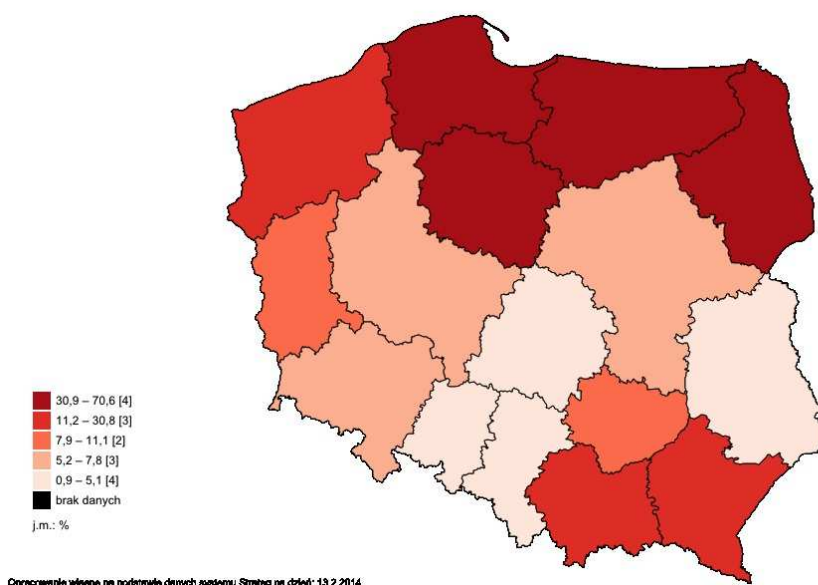 30,9 – 70,6 [4]
11,2 – 30,8 [3]
7,9 – 11,1 [2]
5,2 – 7,8 [3]
0,9 – 5,1 [4]
brak danych
j.m.: %
Opracowanie własne na podstawie danych systemu Strateg na dzień: 13.2.2014